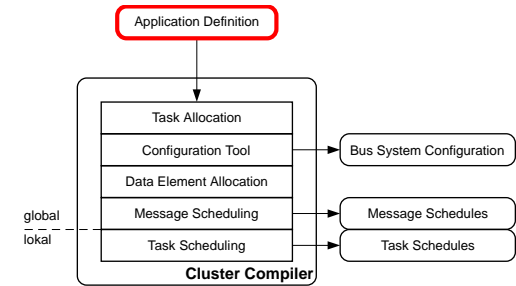 Application Definition
Task Allocation
Configuration Tool
Bus System Configuration
Data Element Allocation
global
Message Scheduling
Message Schedules
lokal
Task Scheduling
Task Schedules
Cluster Compiler